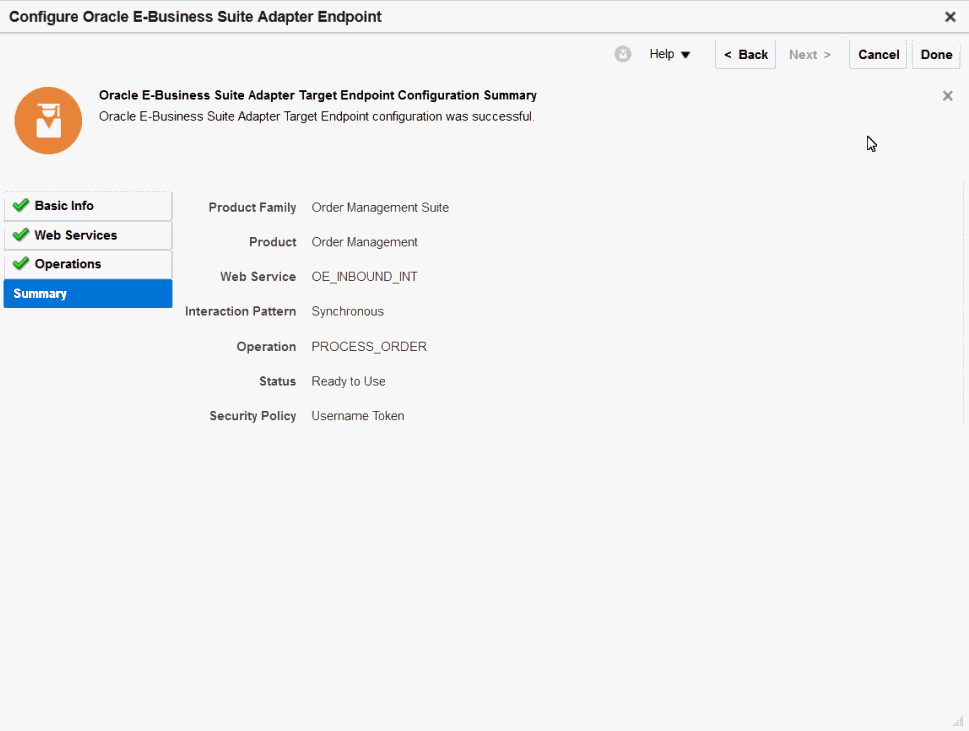 Configure Oracle E-Business Suite Adapter Endpoint
Help
< Back
Next >
Cancel
Done
Oracle E-Business Suite Adapter Target Endpoint Configuration Summary
Oracle E-Business Suite Adapter Target Endpoint configuration was successful.
Basic Info
Web Services
Operations
Summary
Product Family Order Management Suite
Product Order Management
Web Service OE_INBOUND_INT
Interaction Pattern Synchronous
Operation PROCESS_ORDER
Status Ready to Use
Security Policy Username Token